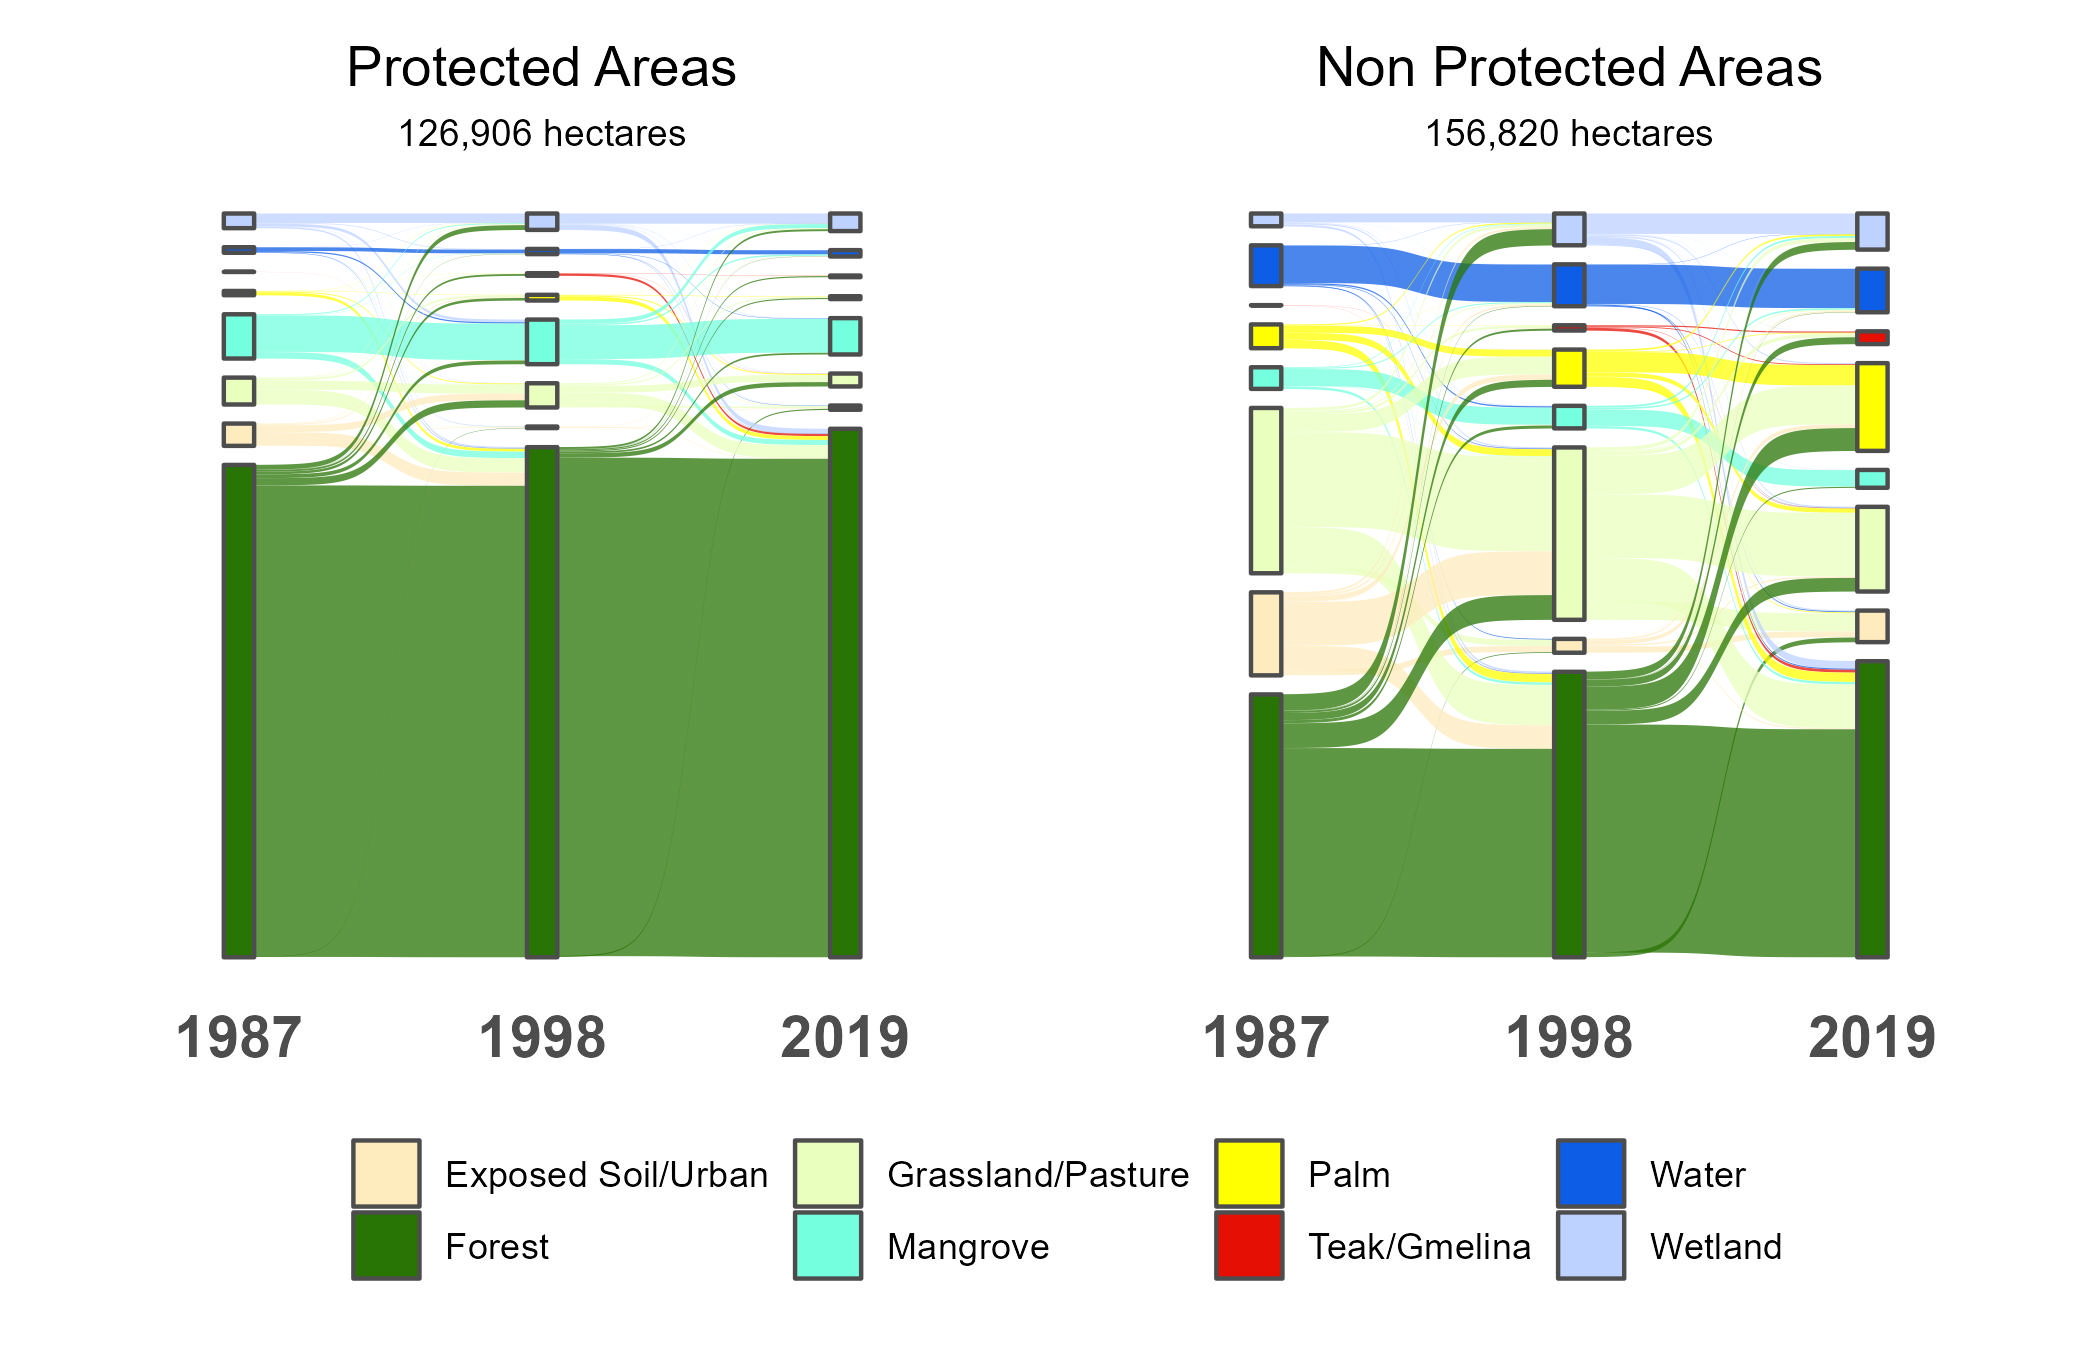 Protected Areas
126,906 hectares
Non Protected Areas
156,820 hectares
1987 1998 2019
1987 1998 2019
Exposed Soil/Urban Grassland/Pasture Palm Water
Forest Mangrove Teak/Gmelina Wetland